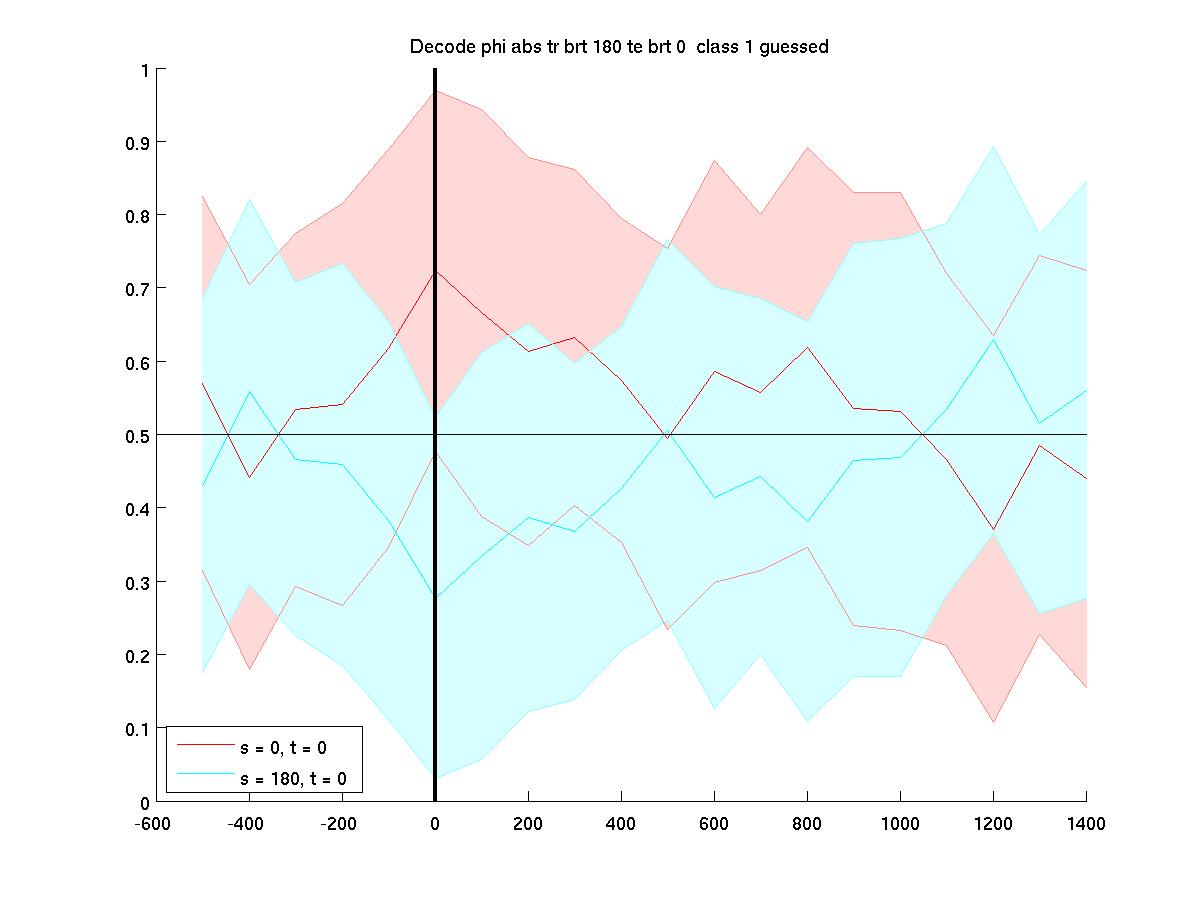 Decode phi abs tr brt 180 te brt 0  class 1 guessed
1
0.9
0.8
0.7
0.6
0.5
0.4
0.3
0.2
0.1
0
s = 0, t = 0
s = 180, t = 0
-600 -400 -200 0 200 400 600 800 1000 1200 1400